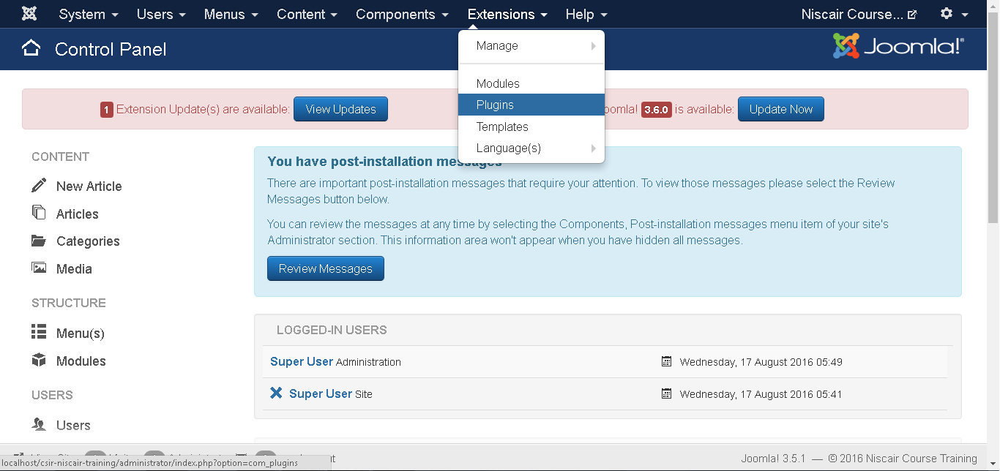 System Users Menus Content Components Extensions Help Niscair Course...
Control Panel
Joomla!®
Manage
Modules
Plugins
Templates
Language(s)
1 Extension Update(s) are available: View Updates
oomla! 3.6.0 is available: Update Now
CONTENT
New Article
Articles
Categories
Media
STRUCTURE
Menu(s)
Modules
USERS
Users
You have post-installation messages
There are important post-installation messages that require your attention. To view those messages please select the Review
Messages button below.
You can review the messages at any time by selecting the Components, Post-installation messages menu item of your site's
Administrator section. This information area won't appear when you have hidden all messages.
Review Messages
LOGGED-IN USERS
Super User Administration Wednesday, 17 August 2016 05:49
Super User Site Wednesday, 17 August 2016 05:41
localhost/csir-niscair-training/administrator/index.php?option=com_plugins
Joomla! 3.5.1 — © 2016 Niscair Course Training